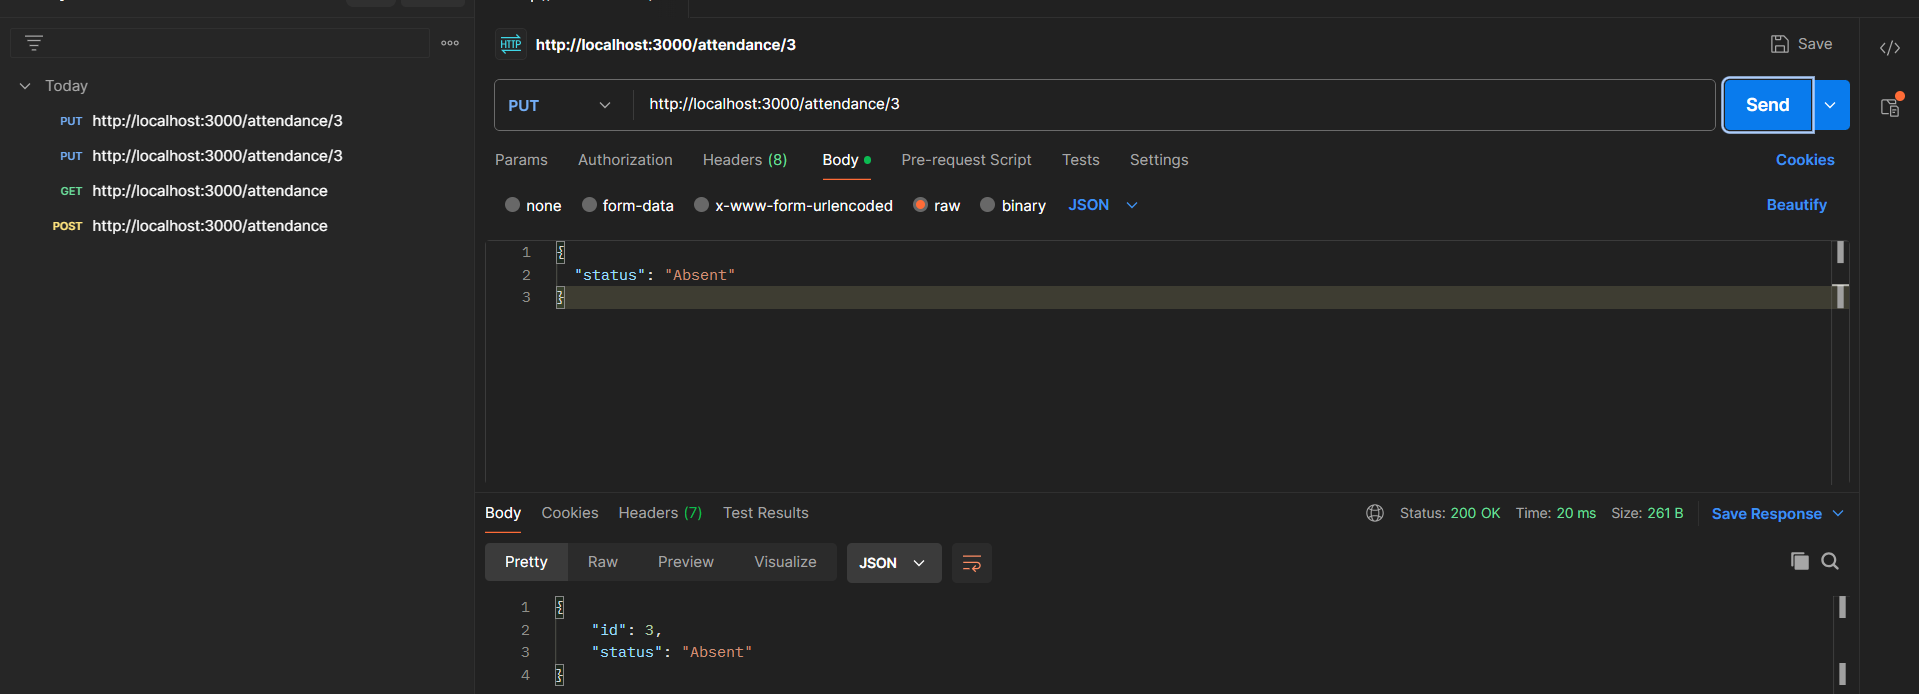 http://localhost:3000/attendance/3
Save
Today
PUT http://localhost:3000/attendance/3
PUT http://localhost:3000/attendance/3
GET http://localhost:3000/attendance
POST http://localhost:3000/attendance
PUT http://localhost:3000/attendance/3 Send
Params Authorization Headers (8) Body Pre-request Script Tests Settings Cookies
none form-data x-www-form-urlencoded raw binary JSON Beautify
1 {
2 "status": "Absent"
3 }
Body Cookies Headers (7) Test Results Status: 200 OK Time: 20 ms Size: 261 B Save Response
Pretty Raw Preview Visualize JSON
1 {
2 "id": 3,
3 "status": "Absent"
4 }